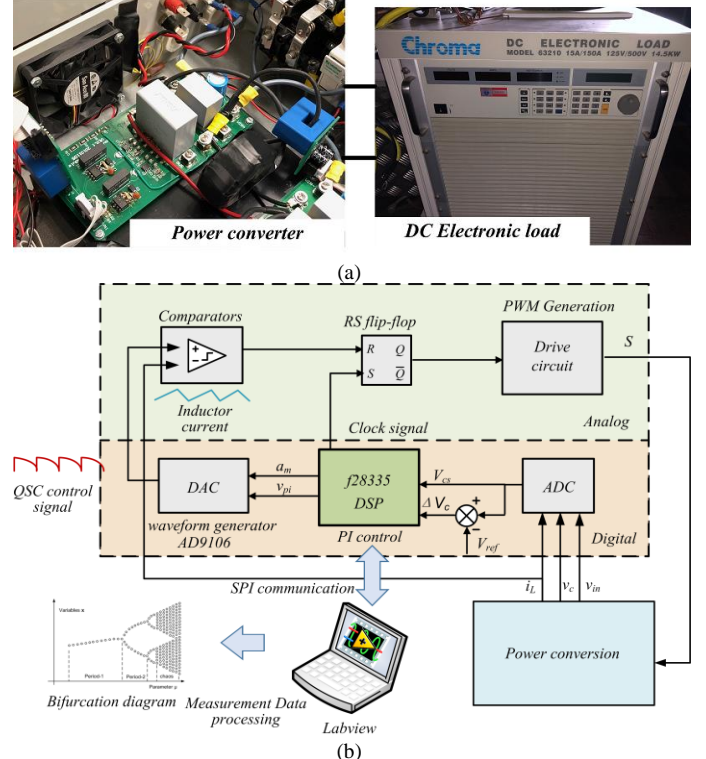 Chroma
DC ELECTRONIC LOAD
MODEL 63210 15A/150A 125V/500V 14.5KW
Power converter
DC Electronic load
(a)
Comparators
RS flip-flop
PWM Generation
R Q
S Q̅
Drive
circuit
S
Inductor
current
Clock signal
Analog
QSC control
signal
DAC
a_m
v_pi
f28335
DSP
V_cs
ΔV_c
+
−
V_ref
ADC
waveform generator
AD9106
PI control
Digital
SPI communication
i_L
v_c
v_in
Variables x
Period-1
Period-2
chaos
Parameter μ
Bifurcation diagram
Measurement Data
processing
Labview
Power conversion
(b)